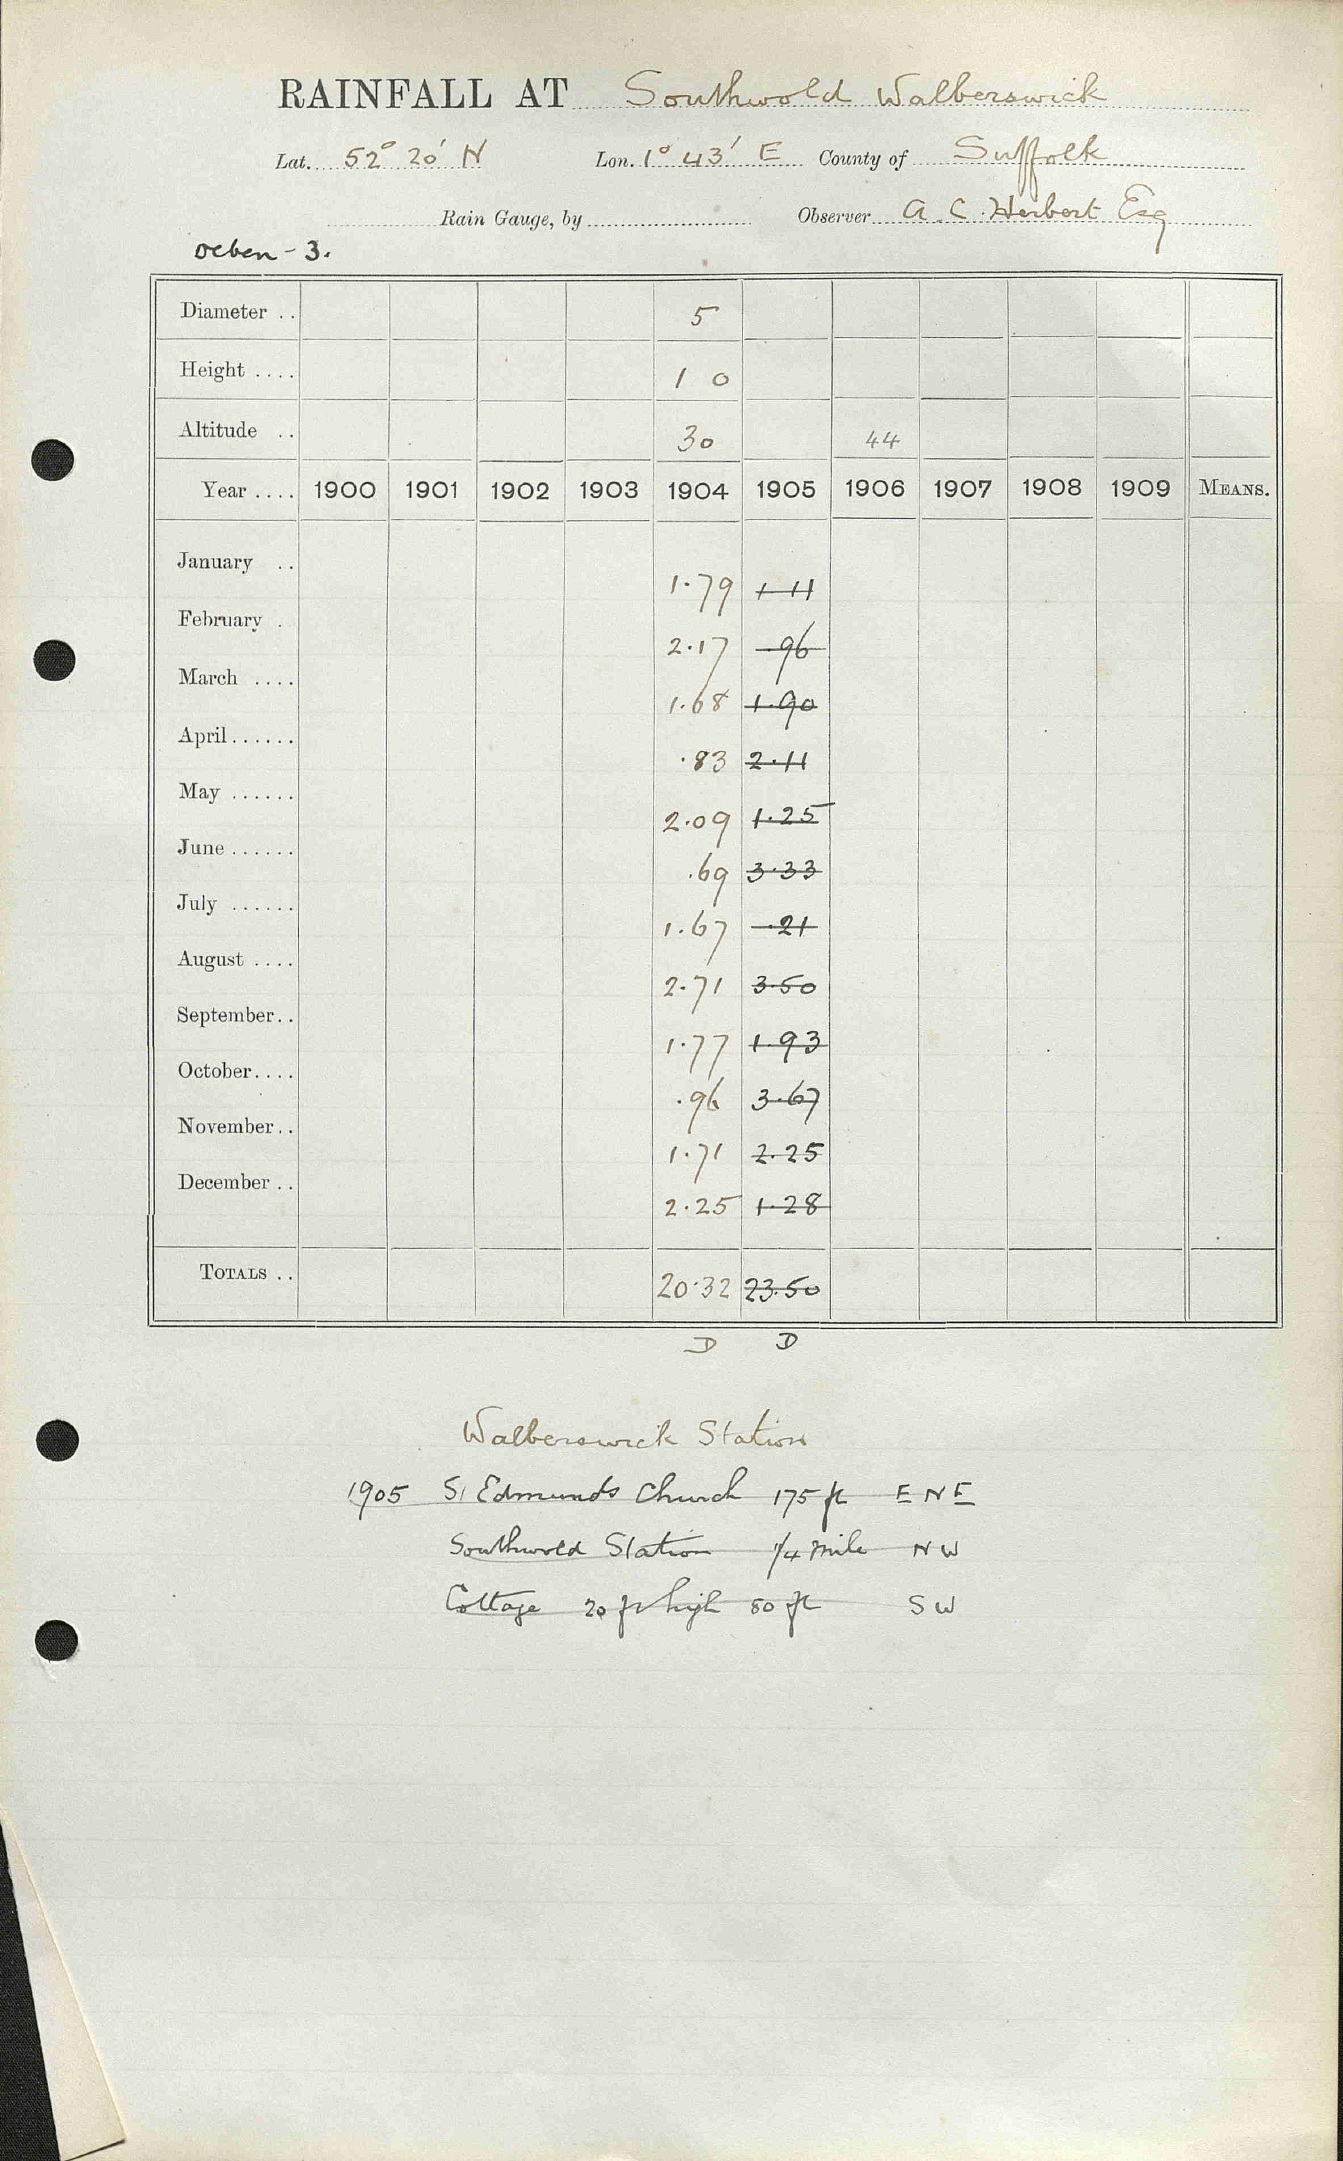 RAINFALL AT Southwold Walberswick
Lat. 52° 20' N Lon. 1° 43' E County of Suffolk
Rain Gauge, by Observer A. C. Herbert Esq
- 3.
Diameter .. 5
Height .... 1 0
Altitude .. 30 44
Year .... 1900 1901 1902 1903 1904 1905 1906 1907 1908 1909 MEANS.
January .. 1.79 1 11
February . 2.17 96
March .... 1.68 1.90
April ...... .83 2.11
May ...... 2.09 1.25
June ...... .69 3.33
July ...... 1.67 .21
August .... 2.71 3.50
September.. 1.77 1.93
October.... .96 3.67
November.. 1.71 2.25
December .. 2.25 1.28
TOTALS .. 20.32 23.50
D D
Walberswick Station
1905 St Edmunds Church 175 ft E N E
Southwold Station 1/4 mile N W
Cottage 20 ft high 50 ft S W